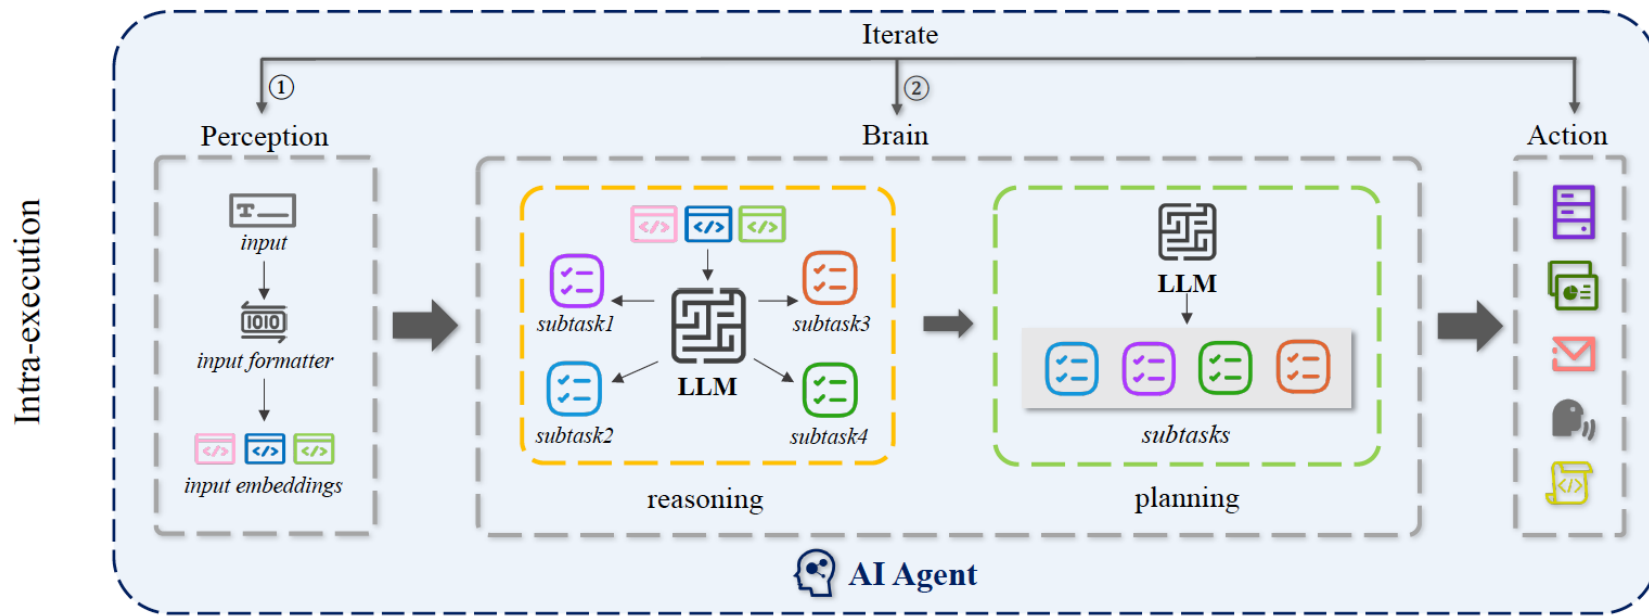 Iterate
①
②
Perception
Brain
Action
Intra-execution
T
input
1010
input formatter
</> </> </>
input embeddings
</> </> </>
subtask1
subtask3
LLM
subtask2
subtask4
reasoning
LLM
subtasks
planning
</>
AI Agent